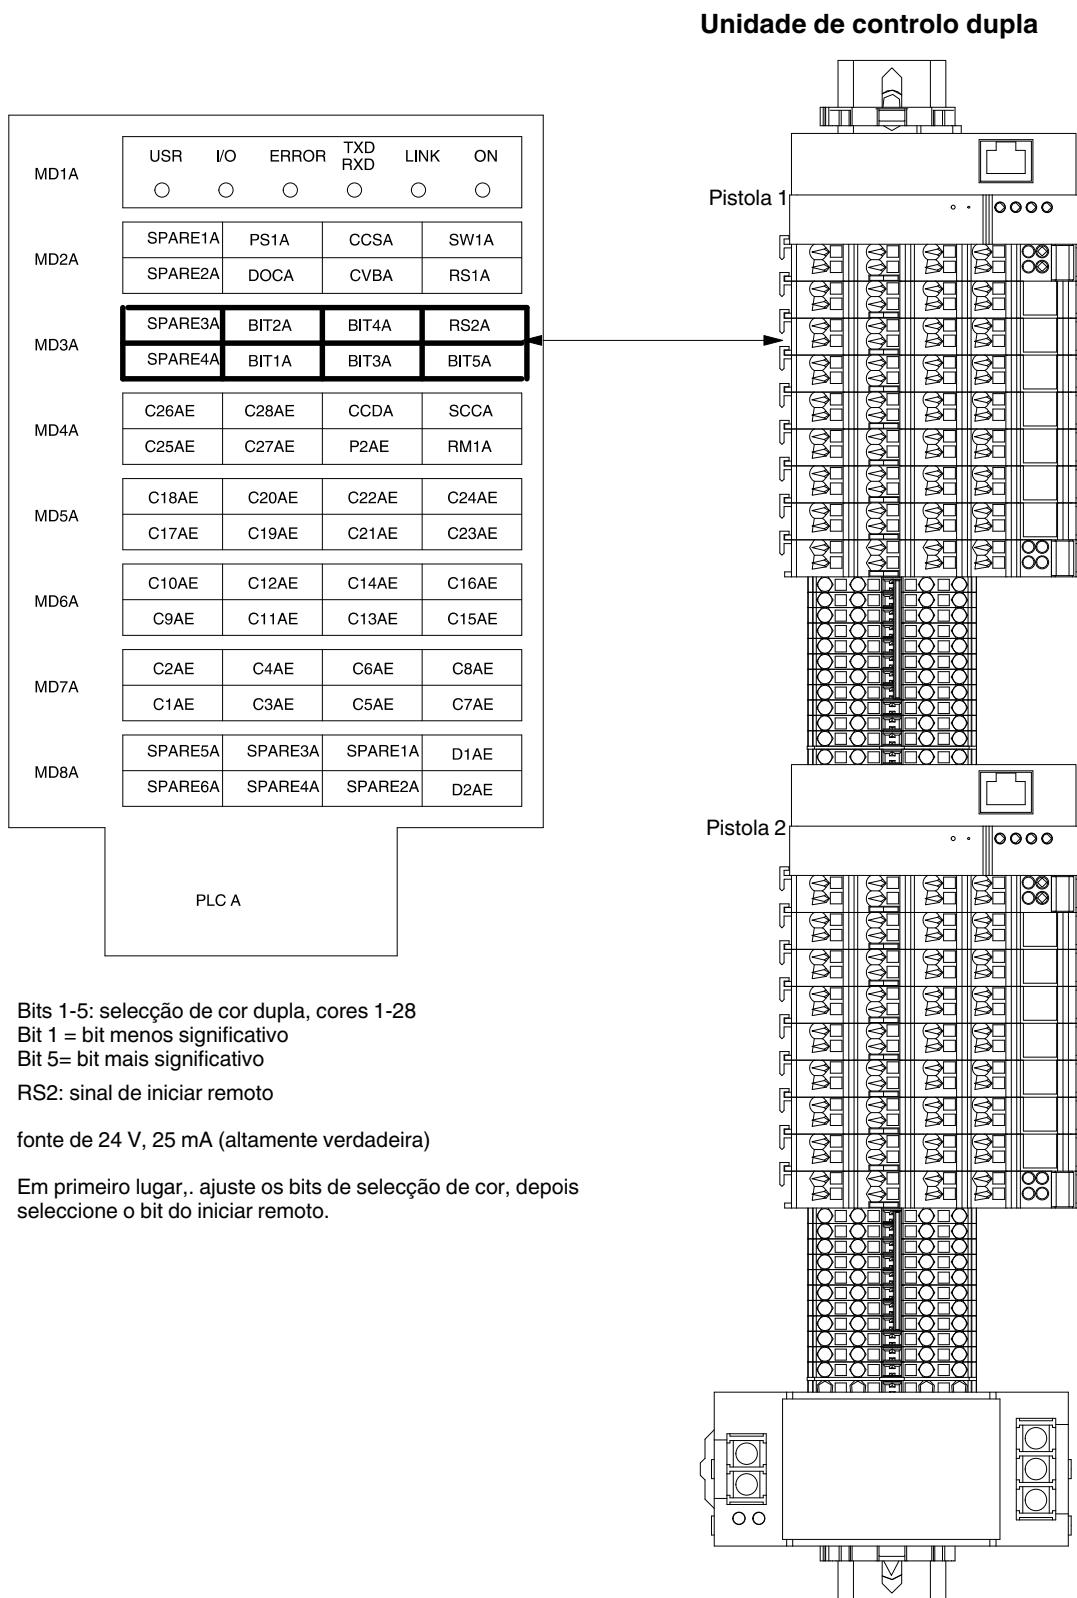 Unidade de controlo dupla
MD1A
USR I/O ERROR TXD RXD LINK ON
MD2A
SPARE1A PS1A CCSA SW1A
SPARE2A DOCA CVBA RS1A
MD3A
SPARE3A BIT2A BIT4A RS2A
SPARE4A BIT1A BIT3A BIT5A
MD4A
C26AE C28AE CCDA SCCA
C25AE C27AE P2AE RM1A
MD5A
C18AE C20AE C22AE C24AE
C17AE C19AE C21AE C23AE
MD6A
C10AE C12AE C14AE C16AE
C9AE C11AE C13AE C15AE
MD7A
C2AE C4AE C6AE C8AE
C1AE C3AE C5AE C7AE
MD8A
SPARE5A SPARE3A SPARE1A D1AE
SPARE6A SPARE4A SPARE2A D2AE
PLC A
Pistola 1
Pistola 2
Bits 1-5: selecção de cor dupla, cores 1-28
Bit 1 = bit menos significativo
Bit 5= bit mais significativo
RS2: sinal de iniciar remoto
fonte de 24 V, 25 mA (altamente verdadeira)
Em primeiro lugar,. ajuste os bits de selecção de cor, depois
seleccione o bit do iniciar remoto.